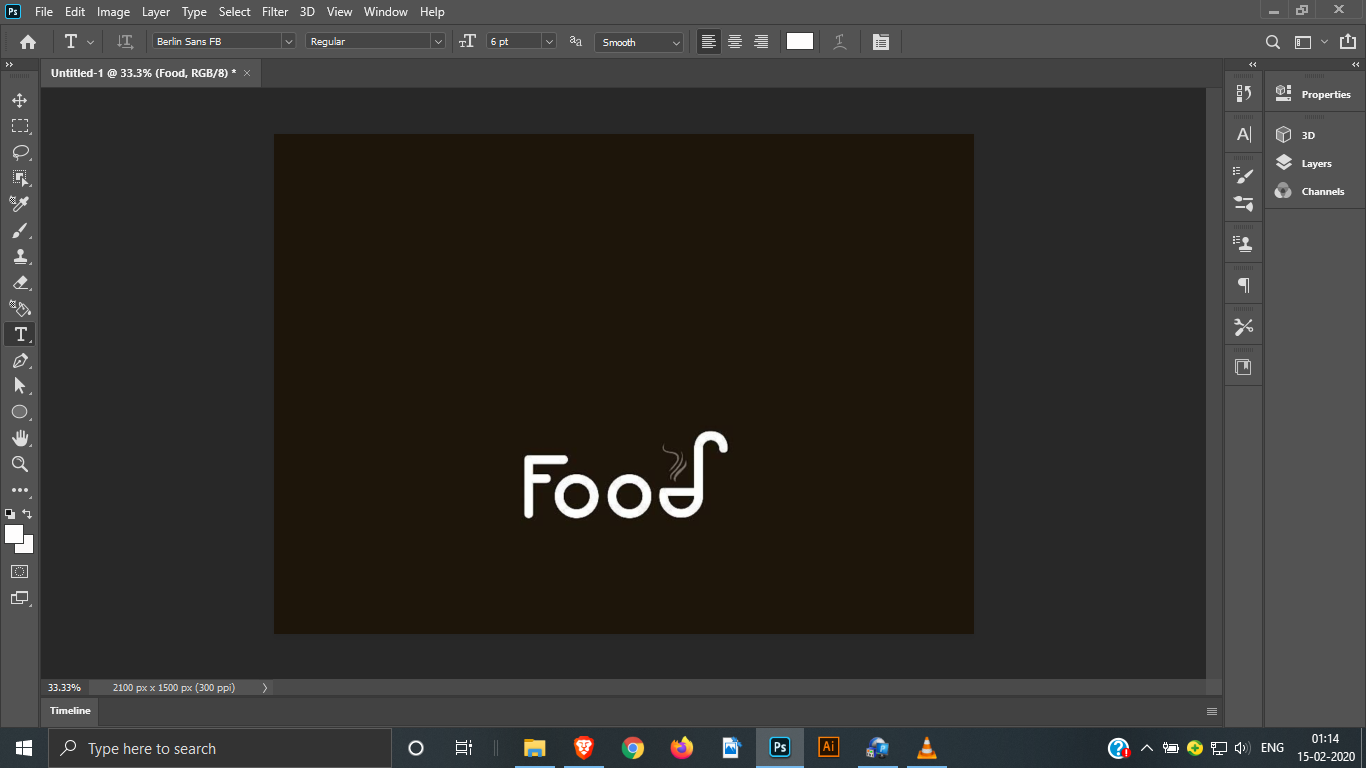 Ps File Edit Image Layer Type Select Filter 3D View Window Help
T Berlin Sans FB Regular 6 pt Smooth
Untitled-1 @ 33.3% (Food, RGB/8) * ×
Properties
3D
Layers
Channels
Food
33.33% 2100 px x 1500 px (300 ppi)
Timeline
Type here to search Ps Ai ENG 01:14
15-02-2020